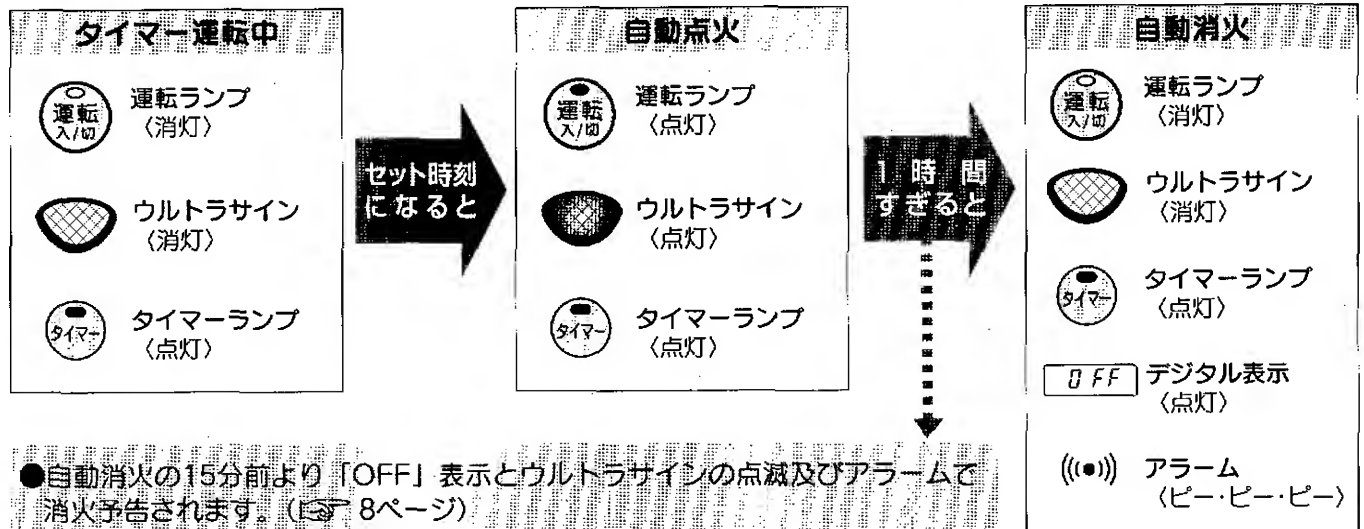 タイマー運転中
運転
入/切
運転ランプ
〈消灯〉
ウルトラサイン
〈消灯〉
タイマー
タイマーランプ
〈点灯〉
セット時刻
になると
自動点火
運転
入/切
運転ランプ
〈点灯〉
ウルトラサイン
〈点灯〉
タイマー
タイマーランプ
〈点灯〉
1時間
すぎると
自動消火
運転
入/切
運転ランプ
〈消灯〉
ウルトラサイン
〈消灯〉
タイマー
タイマーランプ
〈点灯〉
OFF
デジタル表示
〈点灯〉
アラーム
〈ピー・ピー・ピー〉
●自動消火の15分前より「OFF」表示とウルトラサインの点滅及びアラームで
消火予告されます。(☞ 8ページ)